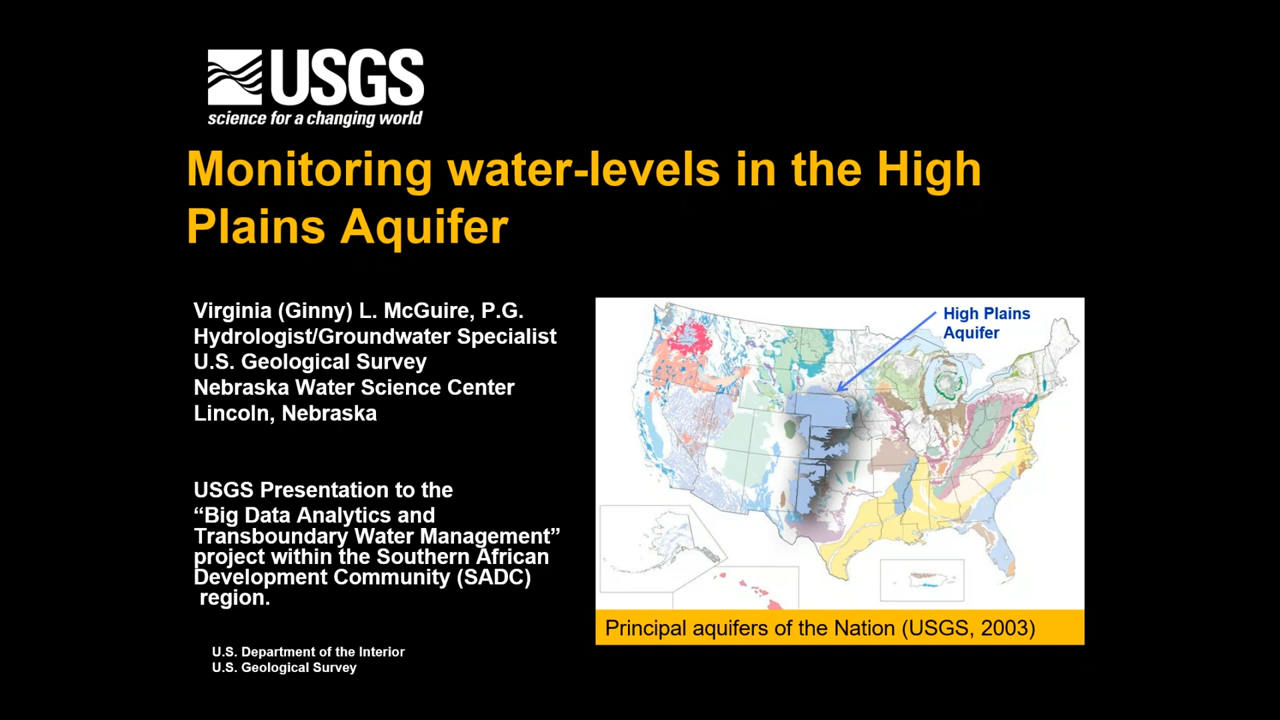 USGS
science for a changing world
Monitoring water-levels in the High
Plains Aquifer
Virginia (Ginny) L. McGuire, P.G.
Hydrologist/Groundwater Specialist
U.S. Geological Survey
Nebraska Water Science Center
Lincoln, Nebraska
USGS Presentation to the
“Big Data Analytics and
Transboundary Water Management”
project within the Southern African
Development Community (SADC)
region.
U.S. Department of the Interior
U.S. Geological Survey
High Plains
Aquifer
Principal aquifers of the Nation (USGS, 2003)